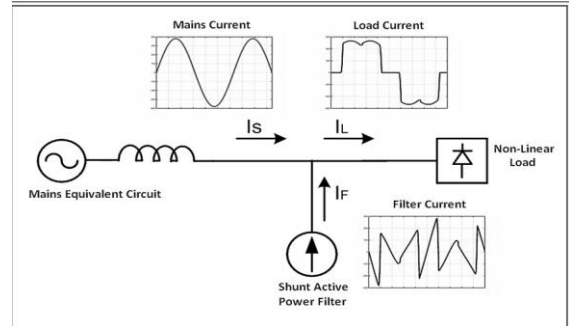 Mains Current
Load Current
IS
IL
Non-Linear
Load
Mains Equivalent Circuit
IF
Filter Current
Shunt Active
Power Filter